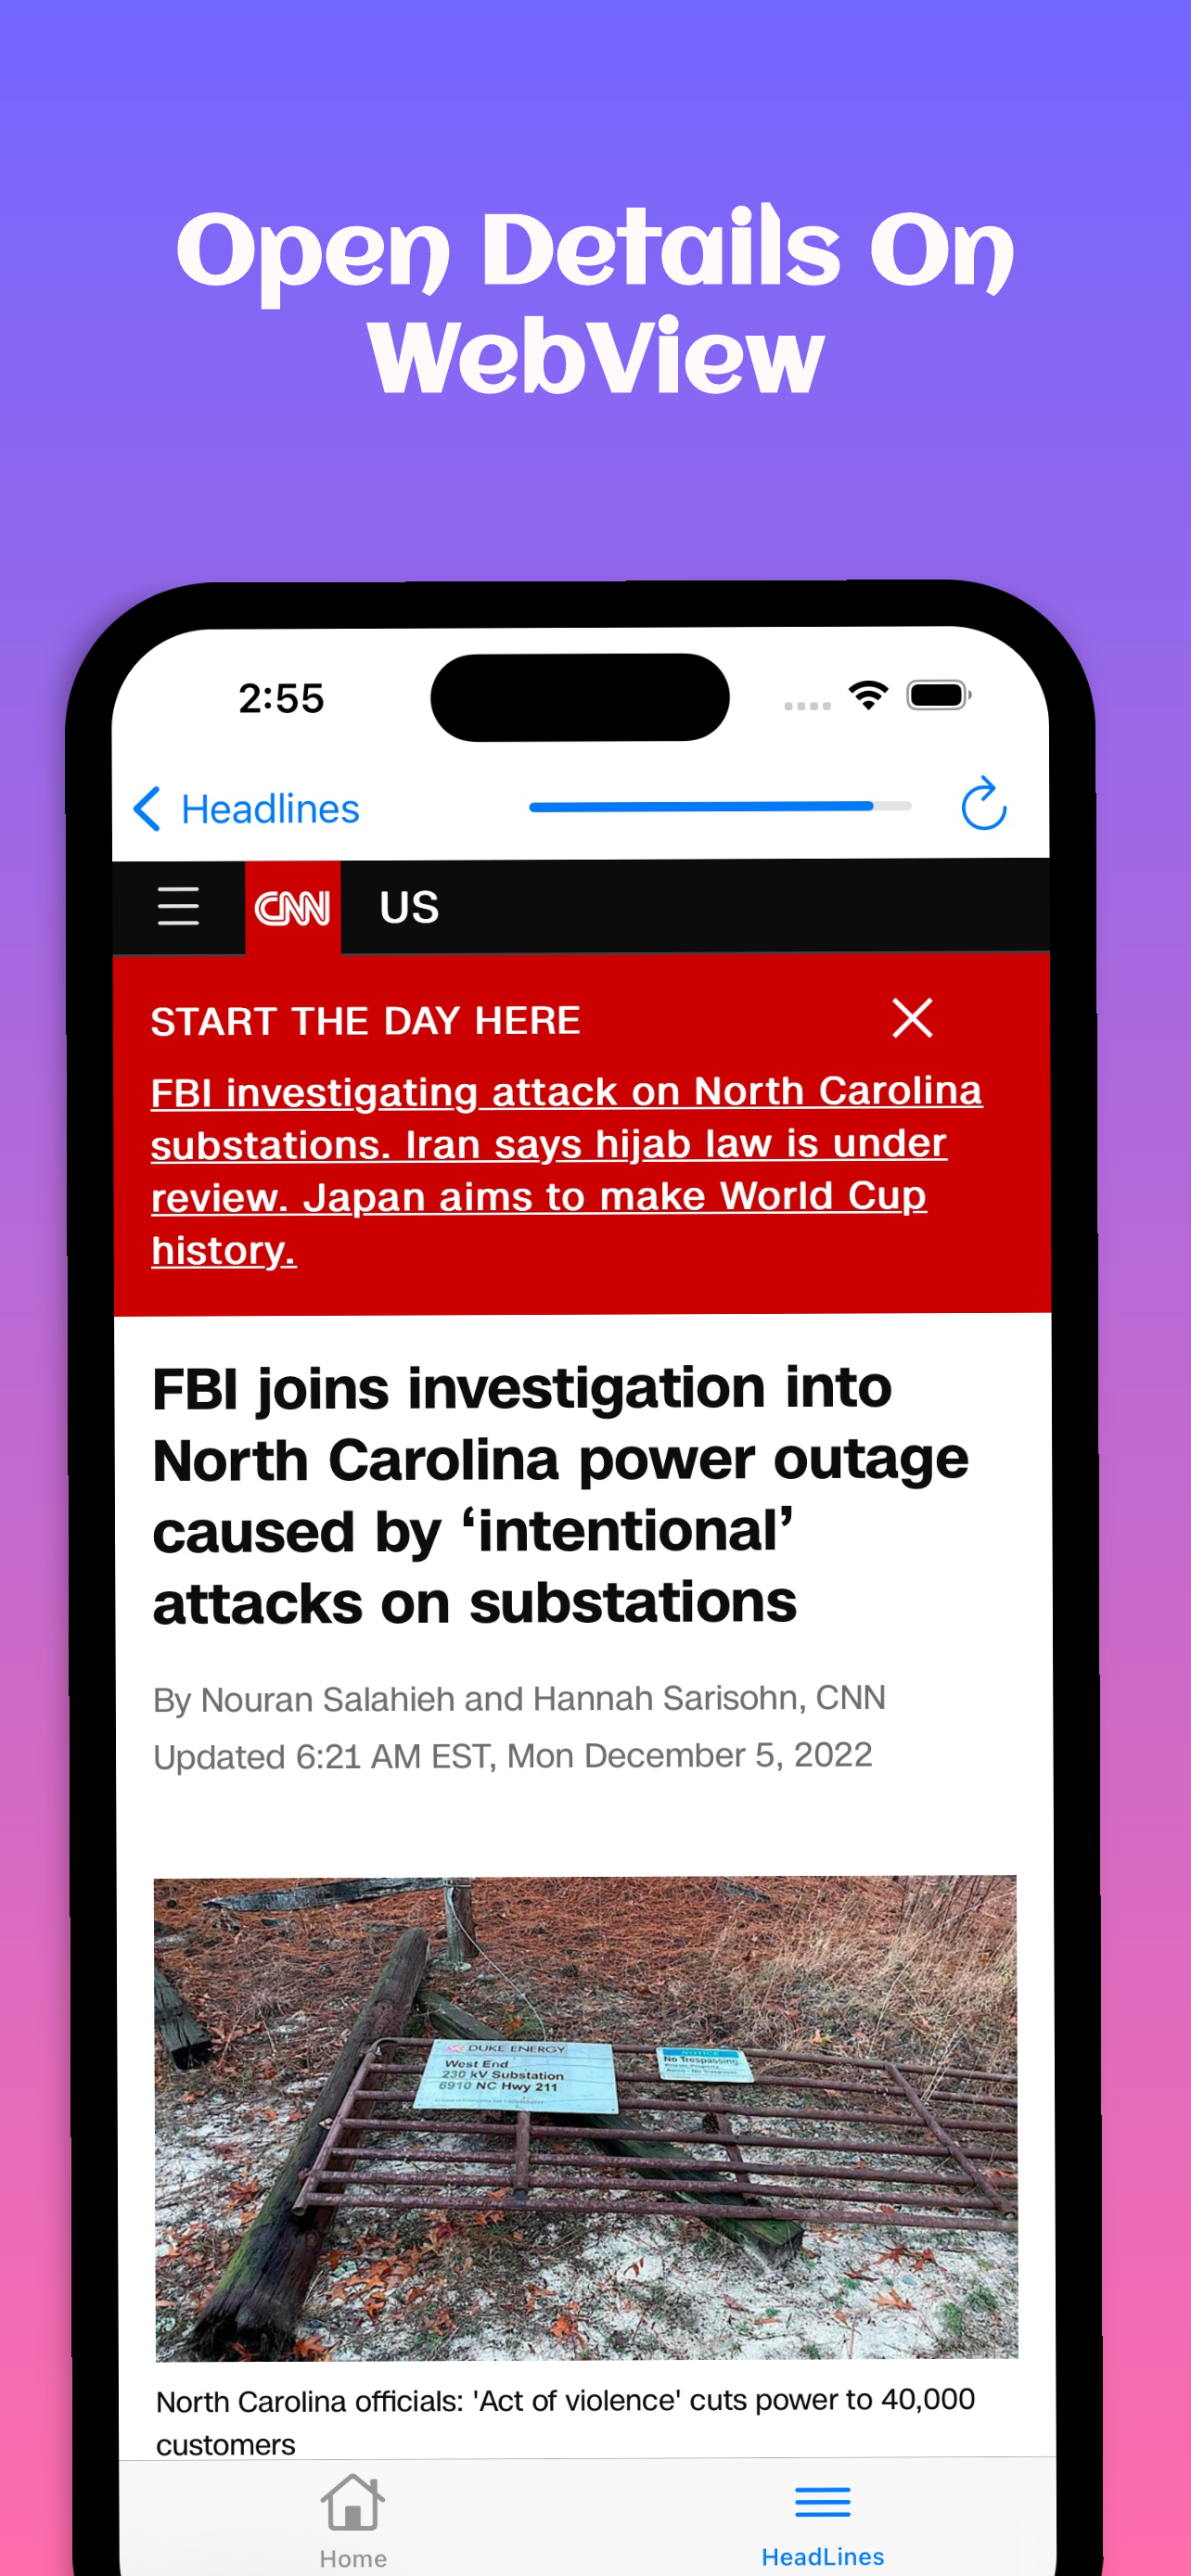 Open Details On
WebView
2:55
Headlines
CNN US
START THE DAY HERE
FBI investigating attack on North Carolina
substations. Iran says hijab law is under
review. Japan aims to make World Cup
history.
FBI joins investigation into
North Carolina power outage
caused by ‘intentional’
attacks on substations
By Nouran Salahieh and Hannah Sarisohn, CNN
Updated 6:21 AM EST, Mon December 5, 2022
DUKE ENERGY
West End
230 kV Substation
6910 NC Hwy 211
NOTICE
No Trespassing
North Carolina officials: 'Act of violence' cuts power to 40,000
customers
Home
HeadLines